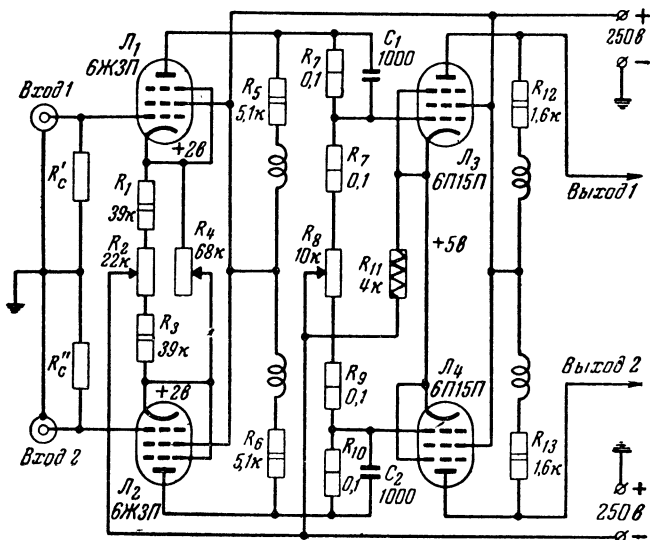 Л₁
6Ж3П
Вход 1
R'с
+2в
R₁
39к
R₂
22к
R₄
68к
R₃
39к
R''с
+2в
Вход 2
Л₂
6Ж3П
R₅
5,1к
R₆
5,1к
R₇
0,1
C₁
1000
R₇
0,1
R₈
10к
R₁₁
4к
R₉
0,1
R₁₀
0,1
C₂
1000
Л₃
6П15П
+5в
Л₄
6П15П
R₁₂
1,6к
R₁₃
1,6к
+
250в
-
Выход 1
Выход 2
+
250в
-